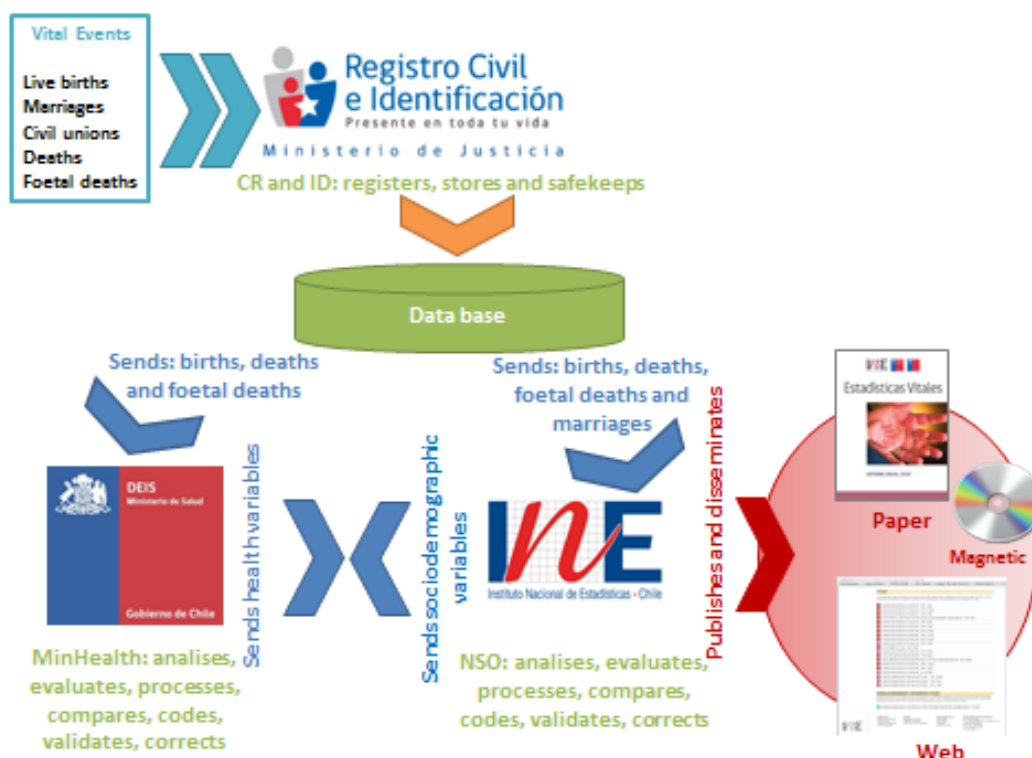 Vital Events
Live births
Marriages
Civil unions
Deaths
Foetal deaths
Registro Civil
e Identificación
Presente en toda tu vida
Ministerio de Justicia
CR and ID: registers, stores and safekeeps
Data base
Sends: births, deaths
and foetal deaths
Sends: births, deaths,
foetal deaths and
marriages
DEIS
Ministerio de Salud
Gobierno de Chile
Sends health variables
Sends sociodemographic
variables
INE
Instituto Nacional de Estadísticas • Chile
Publishes and disseminates
MinHealth: analises,
evaluates, processes,
compares, codes,
validates, corrects
NSO: analises, evaluates,
processes, compares,
codes, validates, corrects
INE
Estadísticas Vitales
Paper
Magnetic
INE
Web